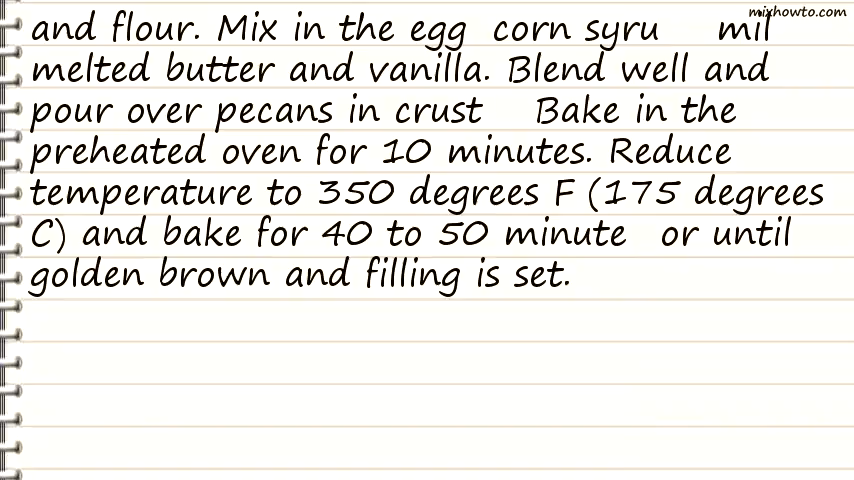 mixhowto.com
and flour. Mix in the egg corn syru mil
melted butter and vanilla. Blend well and
pour over pecans in crust Bake in the
preheated oven for 10 minutes. Reduce
temperature to 350 degrees F (175 degrees
C) and bake for 40 to 50 minute or until
golden brown and filling is set.